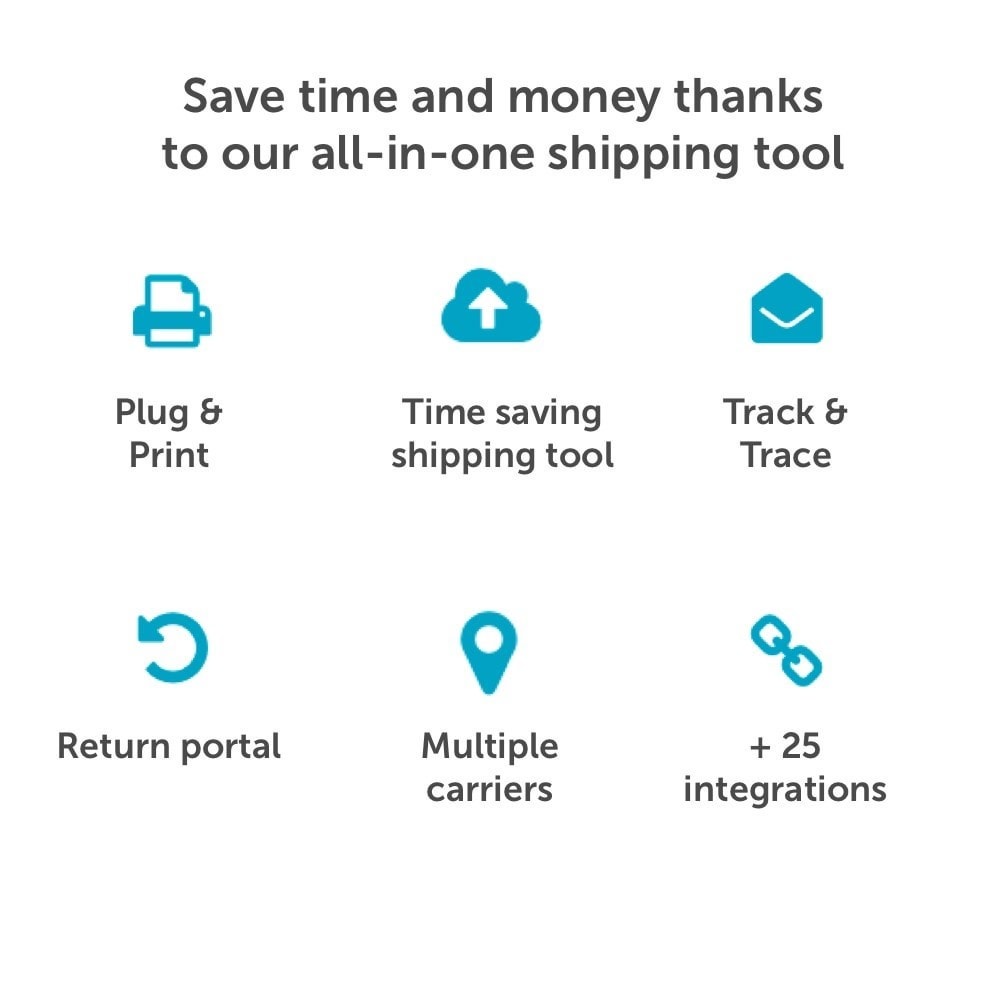 Save time and money thanks
to our all-in-one shipping tool
Plug &
Print
Time saving
shipping tool
Track &
Trace
Return portal
Multiple
carriers
+ 25
integrations